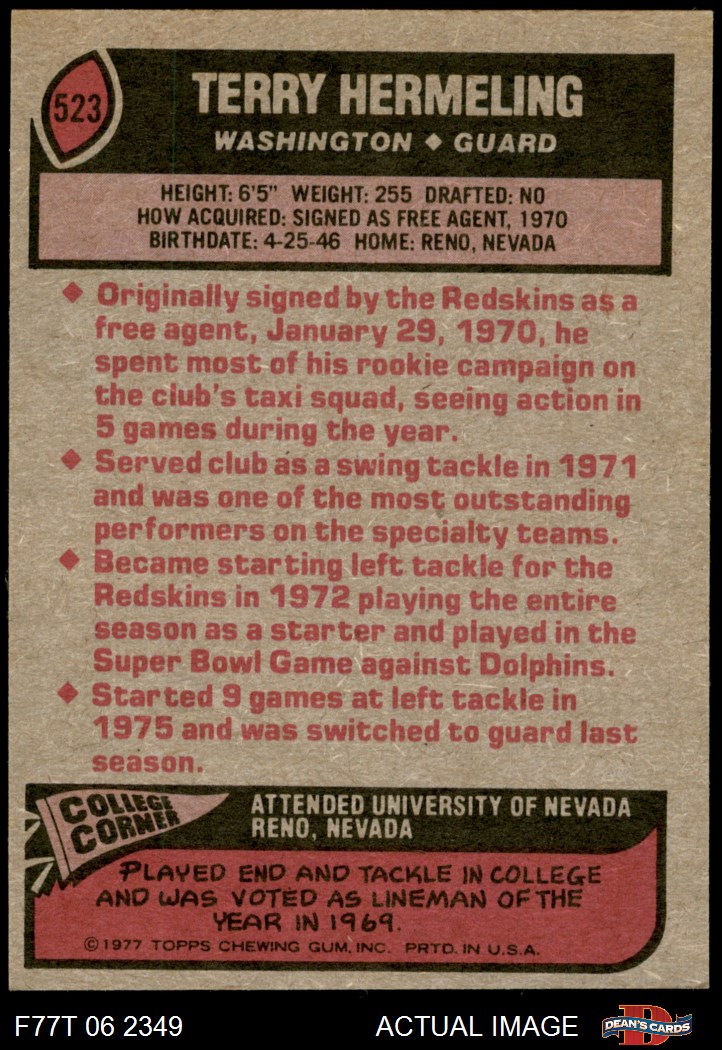 523
TERRY HERMELING
WASHINGTON ◆ GUARD
HEIGHT: 6'5" WEIGHT: 255 DRAFTED: NO
HOW ACQUIRED: SIGNED AS FREE AGENT, 1970
BIRTHDATE: 4-25-46 HOME: RENO, NEVADA
◆ Originally signed by the Redskins as a
free agent, January 29, 1970, he
spent most of his rookie campaign on
the club's taxi squad, seeing action in
5 games during the year.
◆ Served club as a swing tackle in 1971
and was one of the most outstanding
performers on the specialty teams.
◆ Became starting left tackle for the
Redskins in 1972 playing the entire
season as a starter and played in the
Super Bowl Game against Dolphins.
◆ Started 9 games at left tackle in
1975 and was switched to guard last
season.
COLLEGE
CORNER
ATTENDED UNIVERSITY OF NEVADA
RENO, NEVADA
PLAYED END AND TACKLE IN COLLEGE
AND WAS VOTED AS LINEMAN OF THE
YEAR IN 1969.
©1977 TOPPS CHEWING GUM, INC. PRTD. IN U.S.A.
F77T 06 2349
ACTUAL IMAGE
D
DEAN'S CARDS